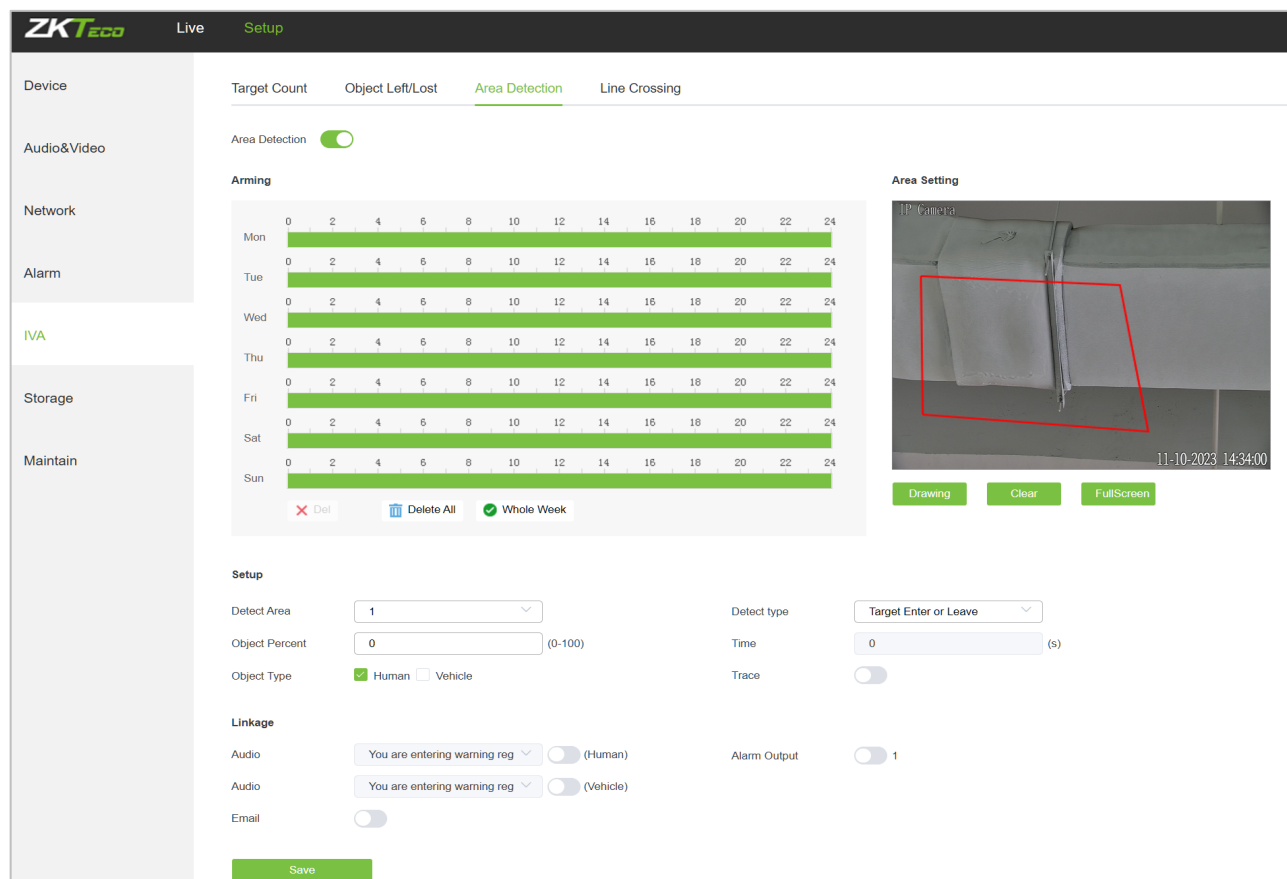 ZKTeco Live Setup
Device
Audio&Video
Network
Alarm
IVA
Storage
Maintain
Target Count Object Left/Lost Area Detection Line Crossing
Area Detection
Arming
0 2 4 6 8 10 12 14 16 18 20 22 24
Mon
0 2 4 6 8 10 12 14 16 18 20 22 24
Tue
0 2 4 6 8 10 12 14 16 18 20 22 24
Wed
0 2 4 6 8 10 12 14 16 18 20 22 24
Thu
0 2 4 6 8 10 12 14 16 18 20 22 24
Fri
0 2 4 6 8 10 12 14 16 18 20 22 24
Sat
0 2 4 6 8 10 12 14 16 18 20 22 24
Sun
Del Delete All Whole Week
Area Setting
IP Camera
11-10-2023 14:34:00
Drawing Clear FullScreen
Setup
Detect Area 1 Detect type Target Enter or Leave
Object Percent 0 (0-100) Time 0 (s)
Object Type Human Vehicle Trace
Linkage
Audio You are entering warning reg (Human) Alarm Output 1
Audio You are entering warning reg (Vehicle)
Email
Save